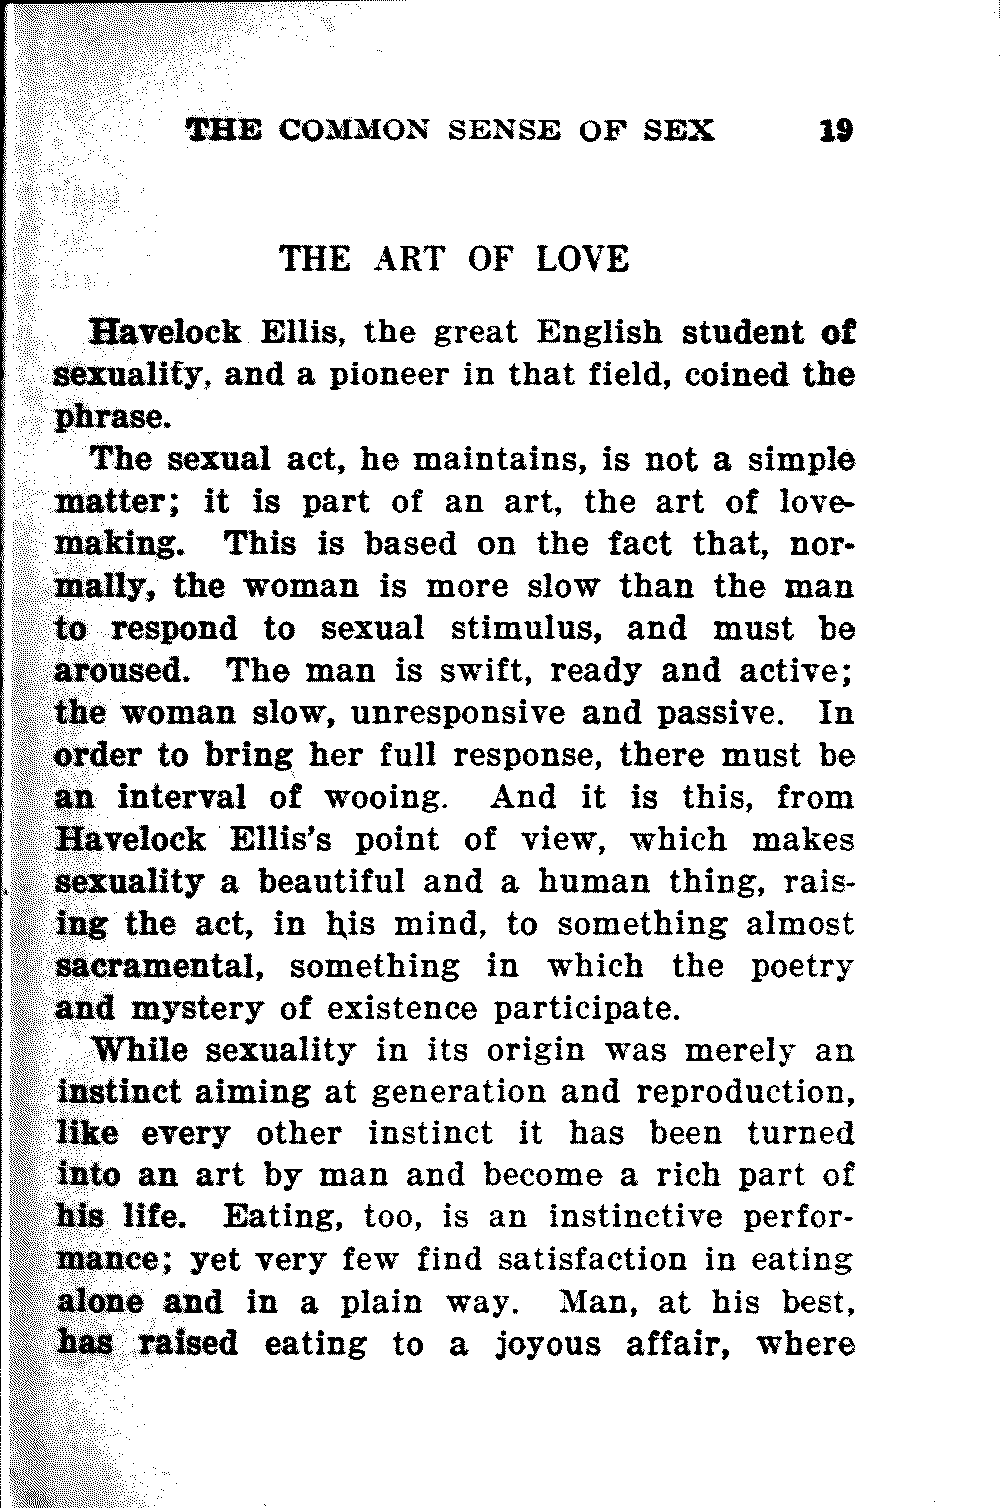 THE COMMON SENSE OF SEX 19
THE ART OF LOVE
Havelock Ellis, the great English student of
sexuality, and a pioneer in that field, coined the
phrase.
The sexual act, he maintains, is not a simple
matter; it is part of an art, the art of love-
making. This is based on the fact that, nor-
mally, the woman is more slow than the man
to respond to sexual stimulus, and must be
aroused. The man is swift, ready and active;
the woman slow, unresponsive and passive. In
order to bring her full response, there must be
an interval of wooing. And it is this, from
Havelock Ellis's point of view, which makes
sexuality a beautiful and a human thing, rais-
ing the act, in his mind, to something almost
sacramental, something in which the poetry
and mystery of existence participate.
While sexuality in its origin was merely an
instinct aiming at generation and reproduction,
like every other instinct it has been turned
into an art by man and become a rich part of
his life. Eating, too, is an instinctive perfor-
mance; yet very few find satisfaction in eating
alone and in a plain way. Man, at his best,
has raised eating to a joyous affair, where